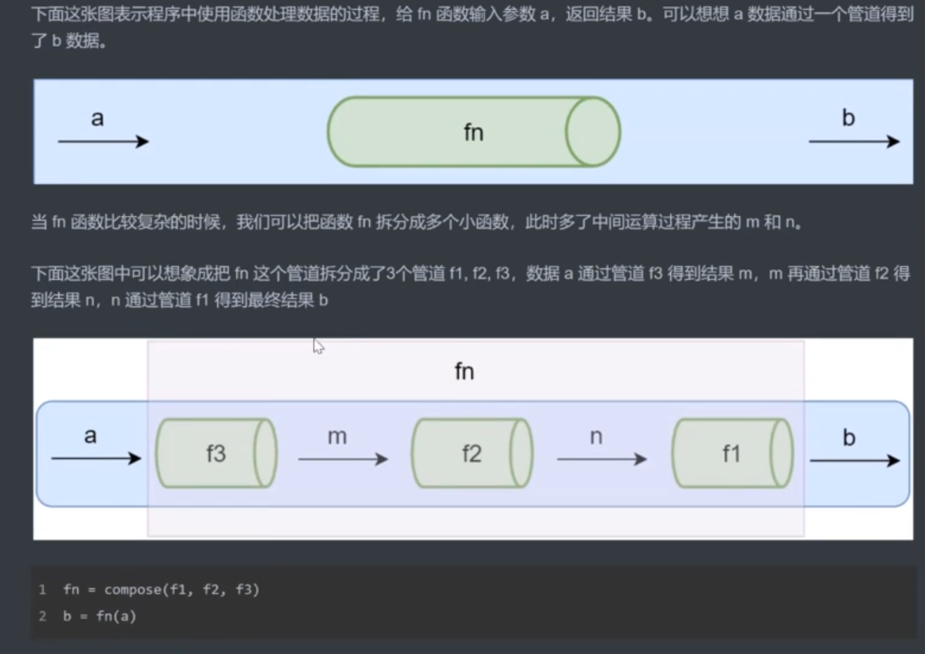 下面这张图表示程序中使用函数处理数据的过程，给 fn 函数输入参数 a，返回结果 b。可以想想 a 数据通过一个管道得到
了 b 数据。
a
fn
b
当 fn 函数比较复杂的时候，我们可以把函数 fn 拆分成多个小函数，此时多了中间运算过程产生的 m 和 n。
下面这张图中可以想象成把 fn 这个管道拆分成了3个管道 f1, f2, f3，数据 a 通过管道 f3 得到结果 m，m 再通过管道 f2 得
到结果 n，n 通过管道 f1 得到最终结果 b
fn
a
f3
m
f2
n
f1
b
1 fn = compose(f1, f2, f3)
2 b = fn(a)